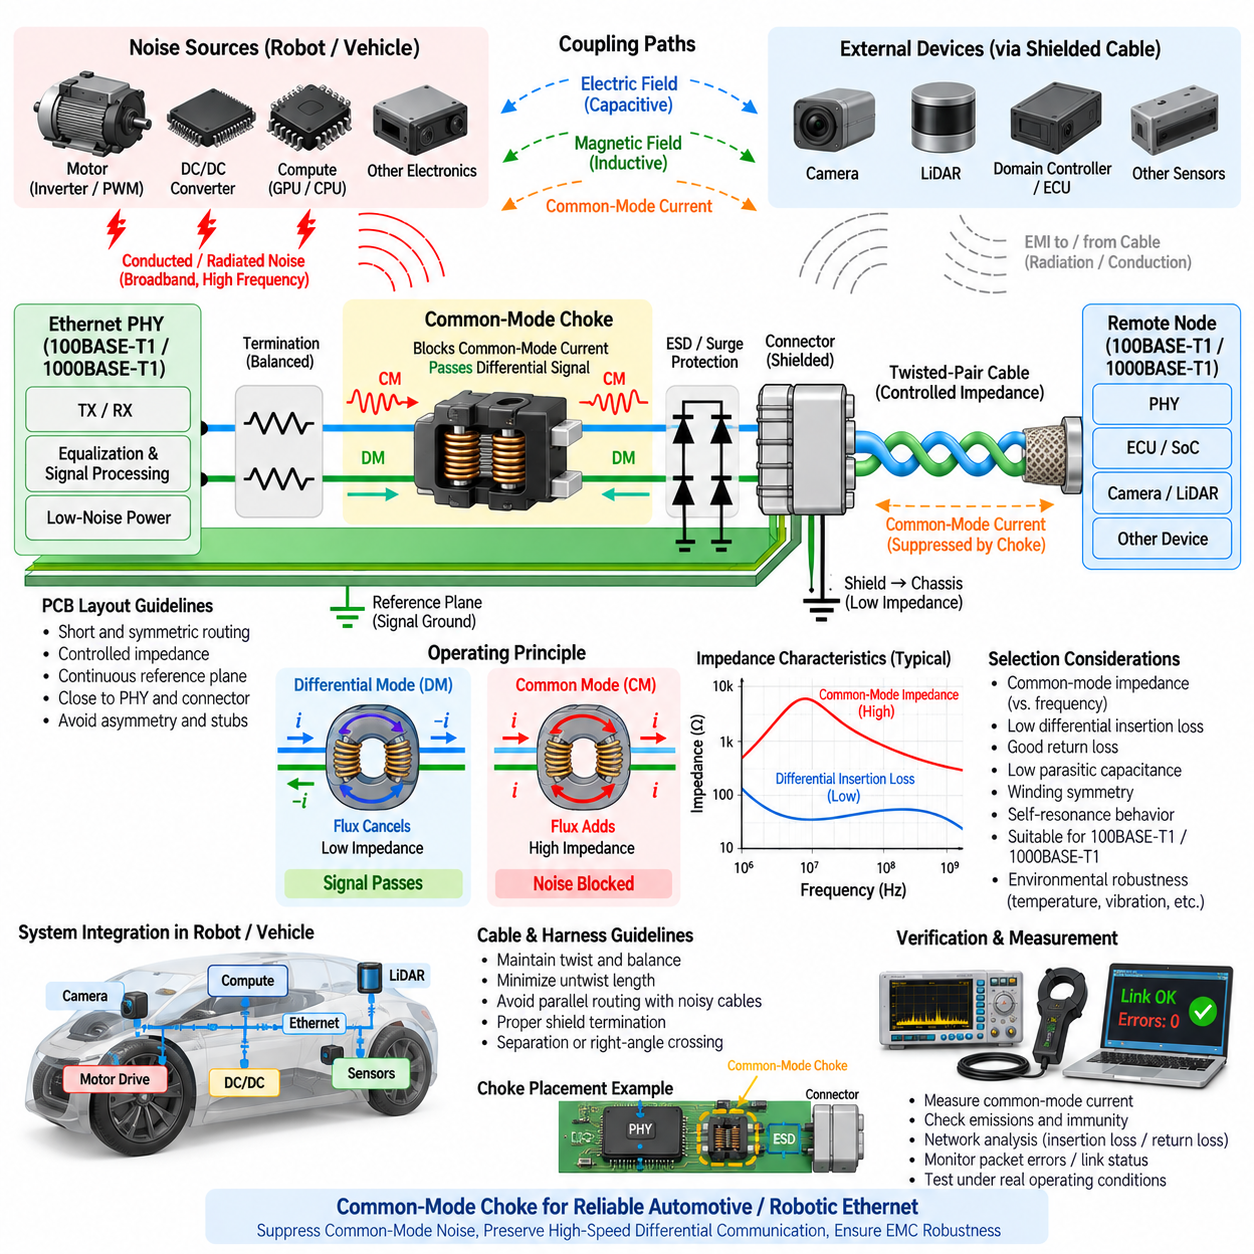 Noise Sources (Robot / Vehicle)
Motor
(Inverter / PWM)
DC/DC
Converter
Compute
(GPU / CPU)
Other Electronics
Conducted / Radiated Noise
(Broadband, High Frequency)
Coupling Paths
Electric Field
(Capacitive)
Magnetic Field
(Inductive)
Common-Mode Current
External Devices (via Shielded Cable)
Camera
LiDAR
Domain Controller
/ ECU
Other Sensors
EMI to / from Cable
(Radiation / Conduction)
Ethernet PHY
(100BASE-T1 /
1000BASE-T1)
TX / RX
Equalization &
Signal Processing
Low-Noise Power
Termination
(Balanced)
Common-Mode Choke
Blocks Common-Mode Current
Passes Differential Signal
CM
CM
DM
DM
ESD / Surge
Protection
Connector
(Shielded)
Twisted-Pair Cable
(Controlled Impedance)
Common-Mode Current
(Suppressed by Choke)
Remote Node
(100BASE-T1 /
1000BASE-T1)
PHY
ECU / SoC
Camera / LiDAR
Other Device
Shield → Chassis
(Low Impedance)
Reference Plane
(Signal Ground)
PCB Layout Guidelines
• Short and symmetric routing
• Controlled impedance
• Continuous reference plane
• Close to PHY and connector
• Avoid asymmetry and stubs
Operating Principle
Differential Mode (DM)
i
-i
-i
Flux Cancels
Low Impedance
Signal Passes
Common Mode (CM)
i
i
i
i
Flux Adds
High Impedance
Noise Blocked
Impedance Characteristics (Typical)
Impedance (Ω)
10k
1k
100
10
Common-Mode Impedance
(High)
Differential Insertion Loss
(Low)
10⁶
10⁷
10⁸
10⁹
Frequency (Hz)
Selection Considerations
• Common-mode impedance
(vs. frequency)
• Low differential insertion loss
• Good return loss
• Low parasitic capacitance
• Winding symmetry
• Self-resonance behavior
• Suitable for 100BASE-T1 /
1000BASE-T1
• Environmental robustness
(temperature, vibration, etc.)
System Integration in Robot / Vehicle
Camera
Compute
LiDAR
Ethernet
Motor Drive
DC/DC
Sensors
Cable & Harness Guidelines
• Maintain twist and balance
• Minimize untwist length
• Avoid parallel routing with noisy cables
• Proper shield termination
• Separation or right-angle crossing
Choke Placement Example
Common-Mode Choke
Connector
PHY
ESD
Verification & Measurement
Link OK
Errors: 0
• Measure common-mode current
• Check emissions and immunity
• Network analysis (insertion loss / return loss)
• Monitor packet errors / link status
• Test under real operating conditions
Common-Mode Choke for Reliable Automotive / Robotic Ethernet
Suppress Common-Mode Noise, Preserve High-Speed Differential Communication, Ensure EMC Robustness